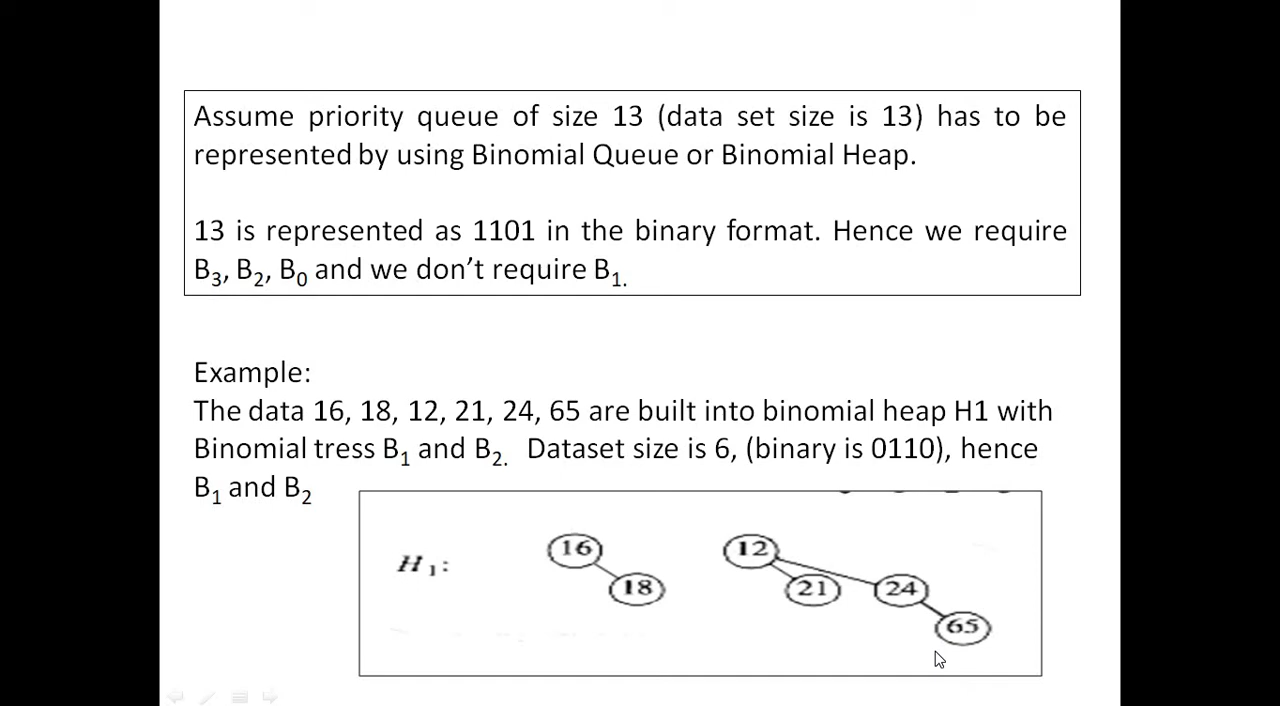 Assume priority queue of size 13 (data set size is 13) has to be
represented by using Binomial Queue or Binomial Heap.
13 is represented as 1101 in the binary format. Hence we require
B3, B2, B0 and we don’t require B1.
Example:
The data 16, 18, 12, 21, 24, 65 are built into binomial heap H1 with
Binomial tress B1 and B2. Dataset size is 6, (binary is 0110), hence
B1 and B2
H1:
16
12
18
21
24
65